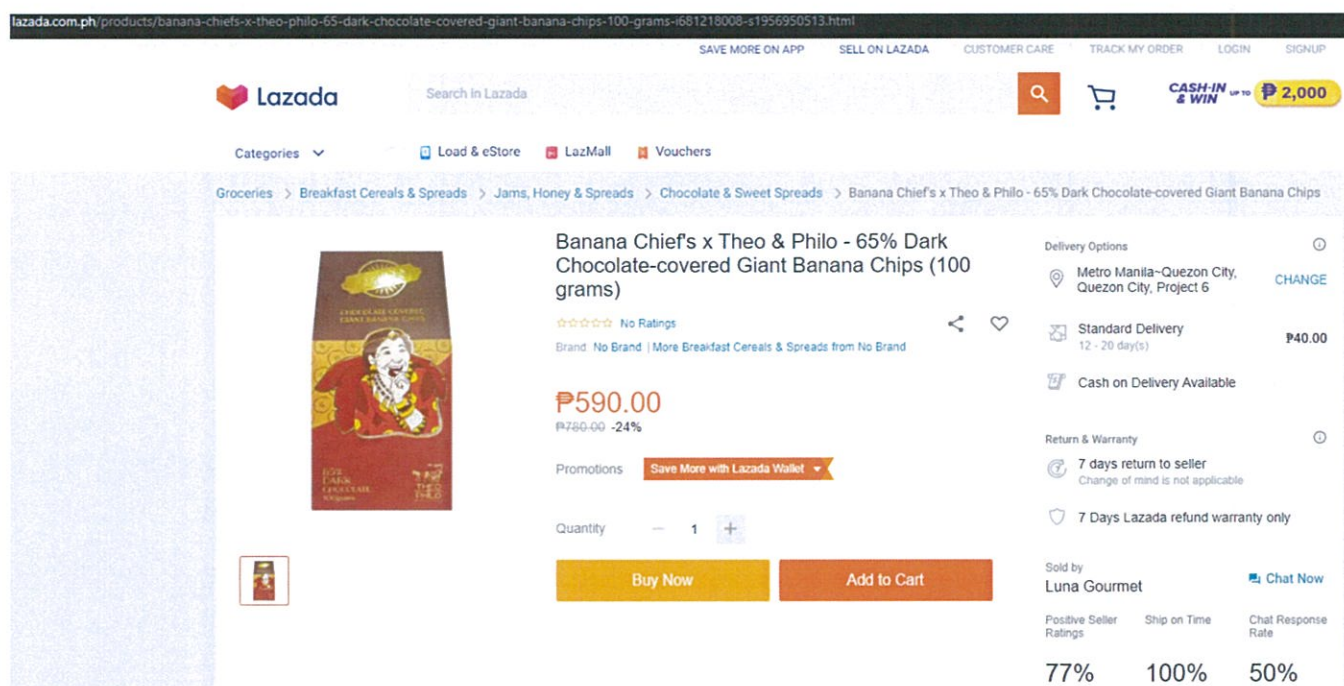 lazada.com.ph/products/banana-chiefs-x-theo-philo-65-dark-chocolate-covered-giant-banana-chips-100-grams-i681218008-s1956950513.html
SAVE MORE ON APP SELL ON LAZADA CUSTOMER CARE TRACK MY ORDER LOGIN SIGNUP
Lazada
Search in Lazada
CASH-IN & WIN UP TO ₱ 2,000
Categories Load & eStore LazMall Vouchers
Groceries > Breakfast Cereals & Spreads > Jams, Honey & Spreads > Chocolate & Sweet Spreads > Banana Chief's x Theo & Philo - 65% Dark Chocolate-covered Giant Banana Chips
CHOCOLATE-COVERED
GIANT BANANA CHIPS
65%
DARK
CHOCOLATE
100grams
THEO
PHILO
Banana Chief's x Theo & Philo - 65% Dark
Chocolate-covered Giant Banana Chips (100
grams)
No Ratings
Brand No Brand | More Breakfast Cereals & Spreads from No Brand
₱590.00
₱780.00 -24%
Promotions Save More with Lazada Wallet
Quantity − 1 +
Buy Now Add to Cart
Delivery Options
Metro Manila~Quezon City,
Quezon City, Project 6
CHANGE
Standard Delivery
12 - 20 day(s)
₱40.00
Cash on Delivery Available
Return & Warranty
7 days return to seller
Change of mind is not applicable
7 Days Lazada refund warranty only
Sold by
Luna Gourmet
Chat Now
Positive Seller Ratings Ship on Time Chat Response Rate
77% 100% 50%